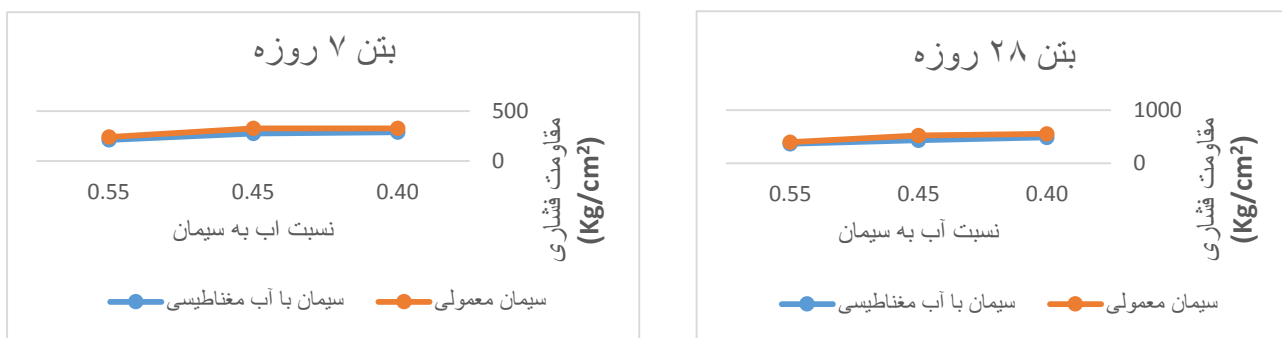 بتن ۲۸ روزه
1000
0
مقاومت فشاری
(Kg/cm²)
0.55 0.45 0.40
نسبت آب به سیمان
سیمان معمولی سیمان با آب مغناطیسی
بتن ۷ روزه
500
0
مقاومت فشاری
(Kg/cm²)
0.55 0.45 0.40
نسبت اب به سیمان
سیمان معمولی سیمان با آب مغناطیسی